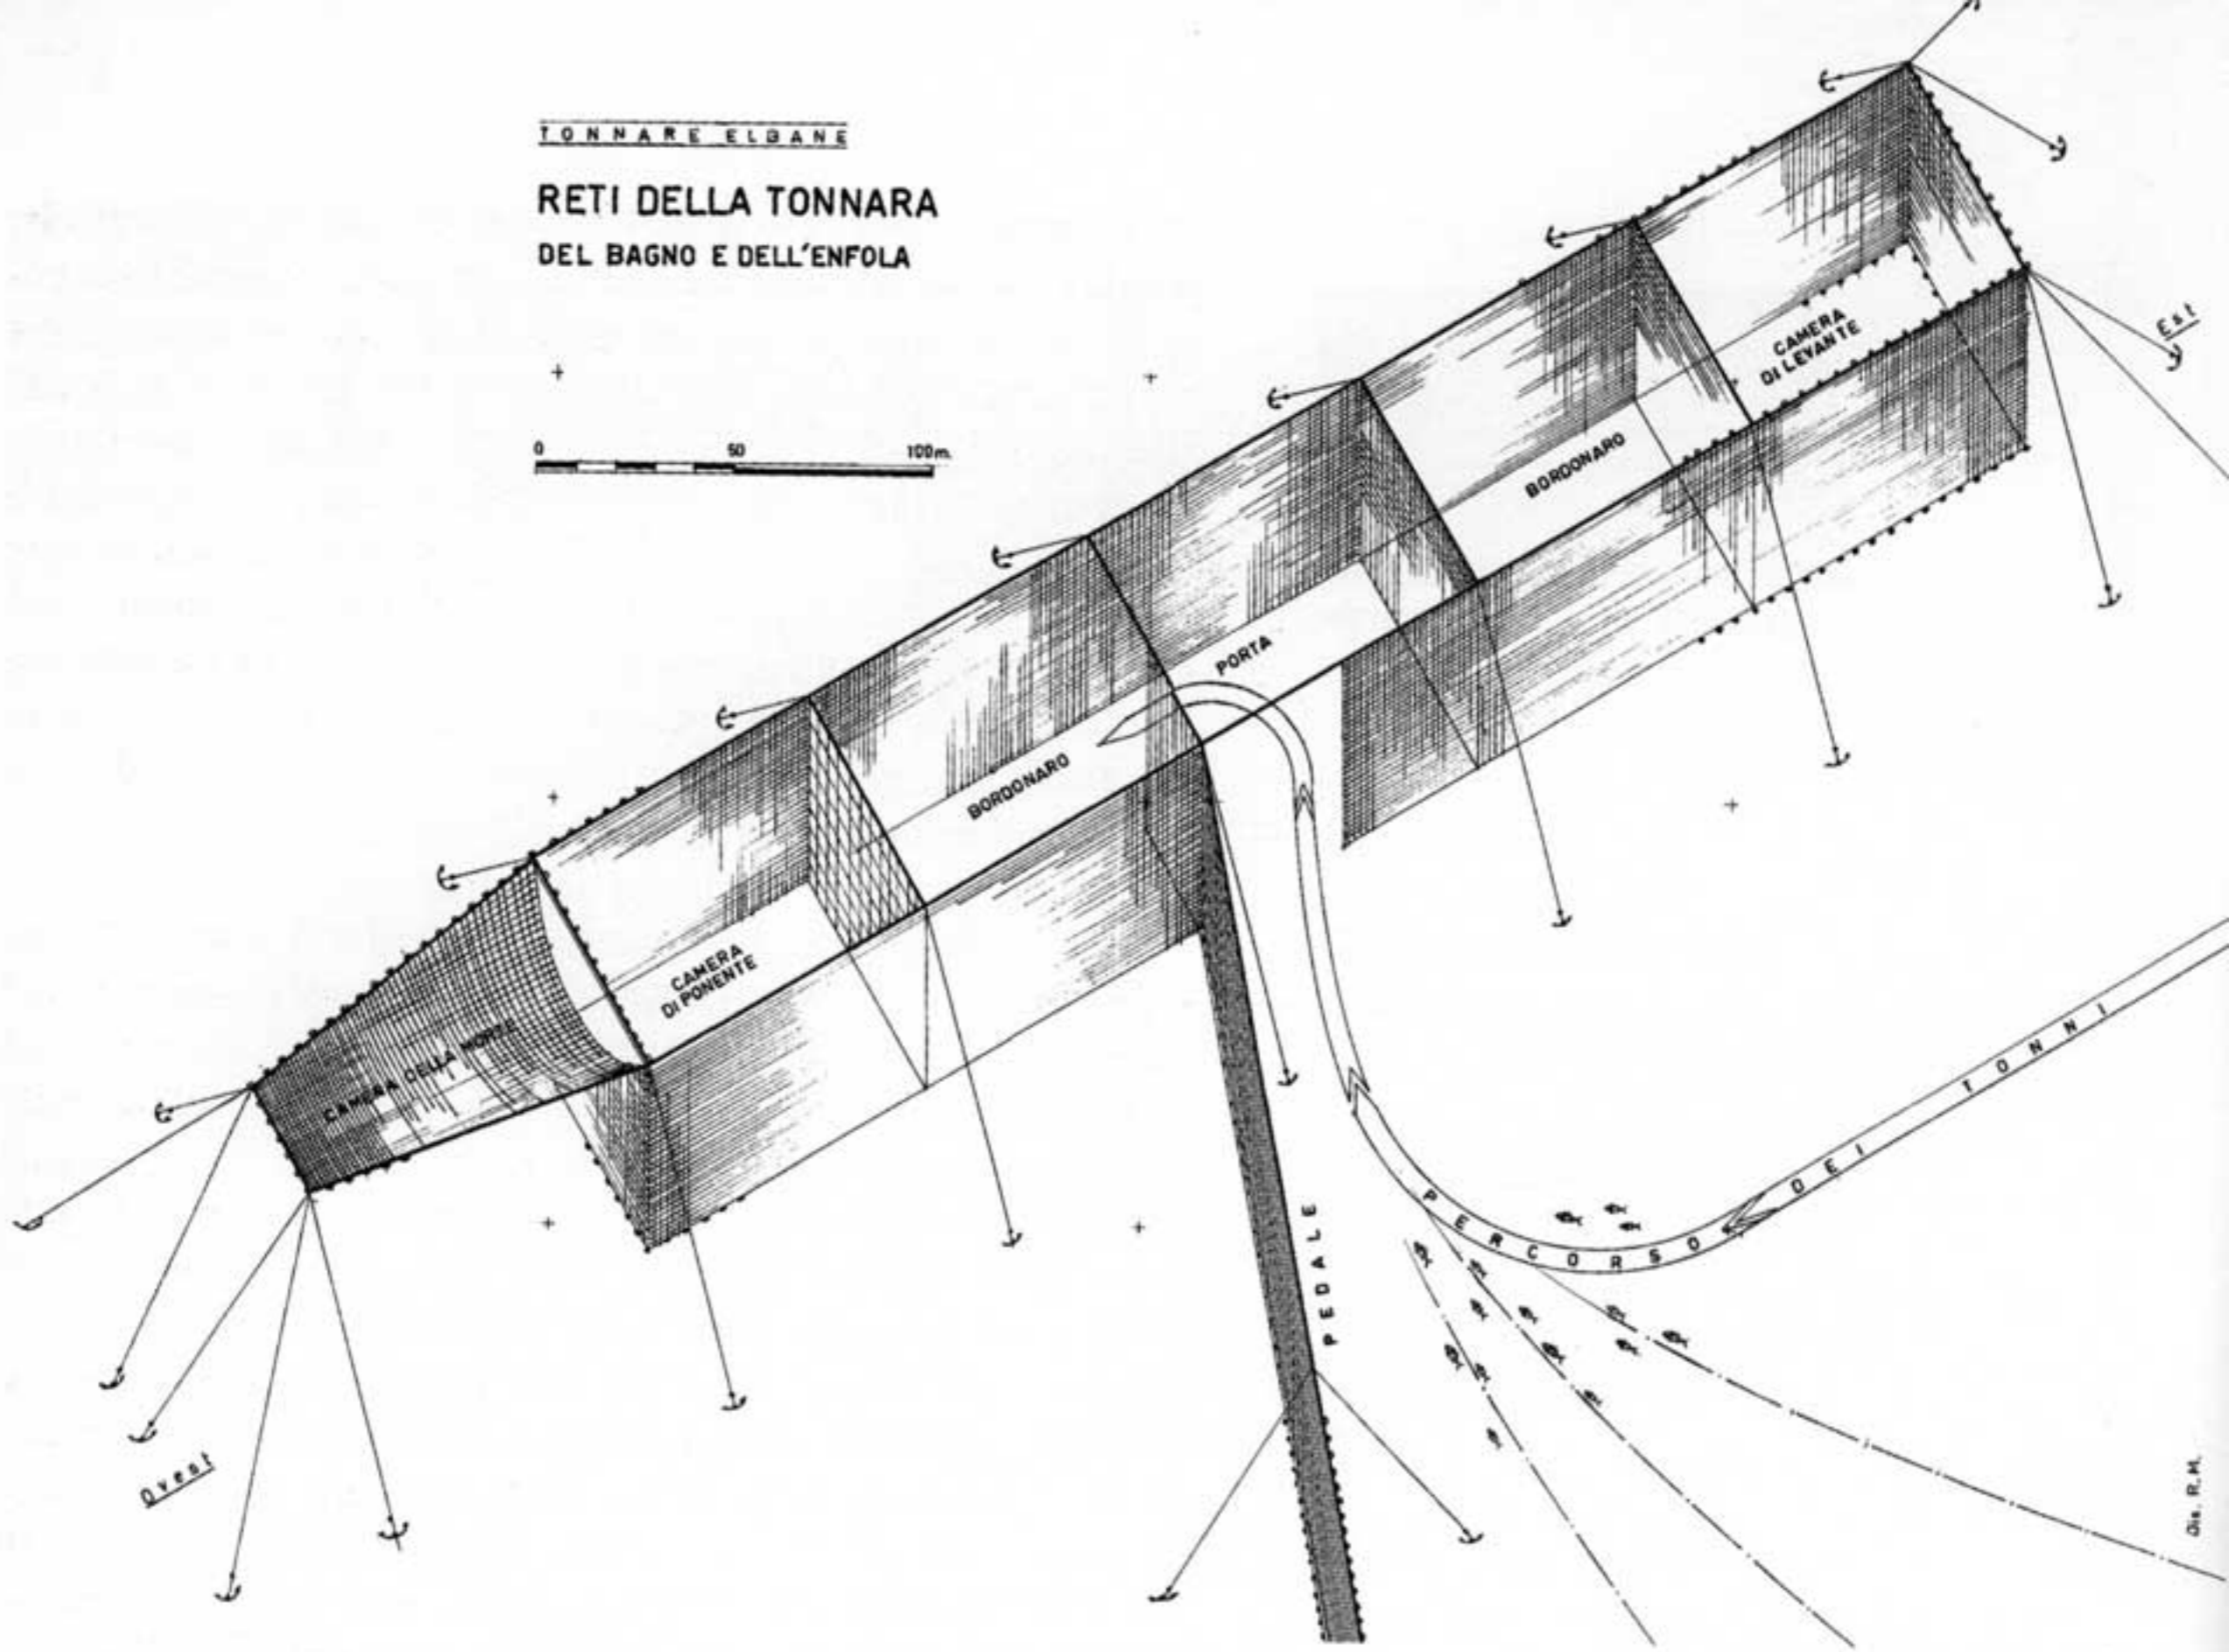 TONNARE ELBANE
RETI DELLA TONNARA
DEL BAGNO E DELL'ENFOLA
0 50 100m.
Est
CAMERA
DI LEVANTE
BORDONARO
PORTA
BORDONARO
CAMERA
DI PONENTE
CAMERA DELLA MORTE
PERCORSO DEI TONNI
PEDALE
Ovest
Dis. R.M.